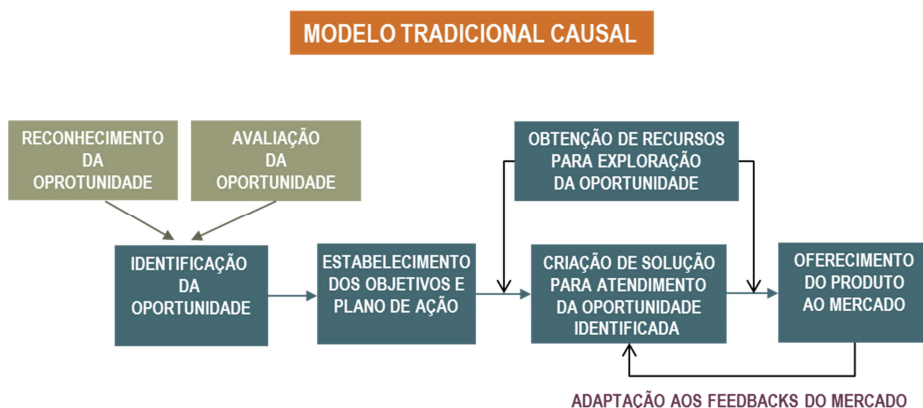 MODELO TRADICIONAL CAUSAL
RECONHECIMENTO
DA
OPROTUNIDADE
AVALIAÇÃO
DA
OPORTUNIDADE
OBTENÇÃO DE RECURSOS
PARA EXPLORAÇÃO
DA OPORTUNIDADE
IDENTIFICAÇÃO
DA
OPORTUNIDADE
ESTABELECIMENTO
DOS OBJETIVOS E
PLANO DE AÇÃO
CRIAÇÃO DE SOLUÇÃO
PARA ATENDIMENTO
DA OPORTUNIDADE
IDENTIFICADA
OFERECIMENTO
DO PRODUTO
AO MERCADO
ADAPTAÇÃO AOS FEEDBACKS DO MERCADO